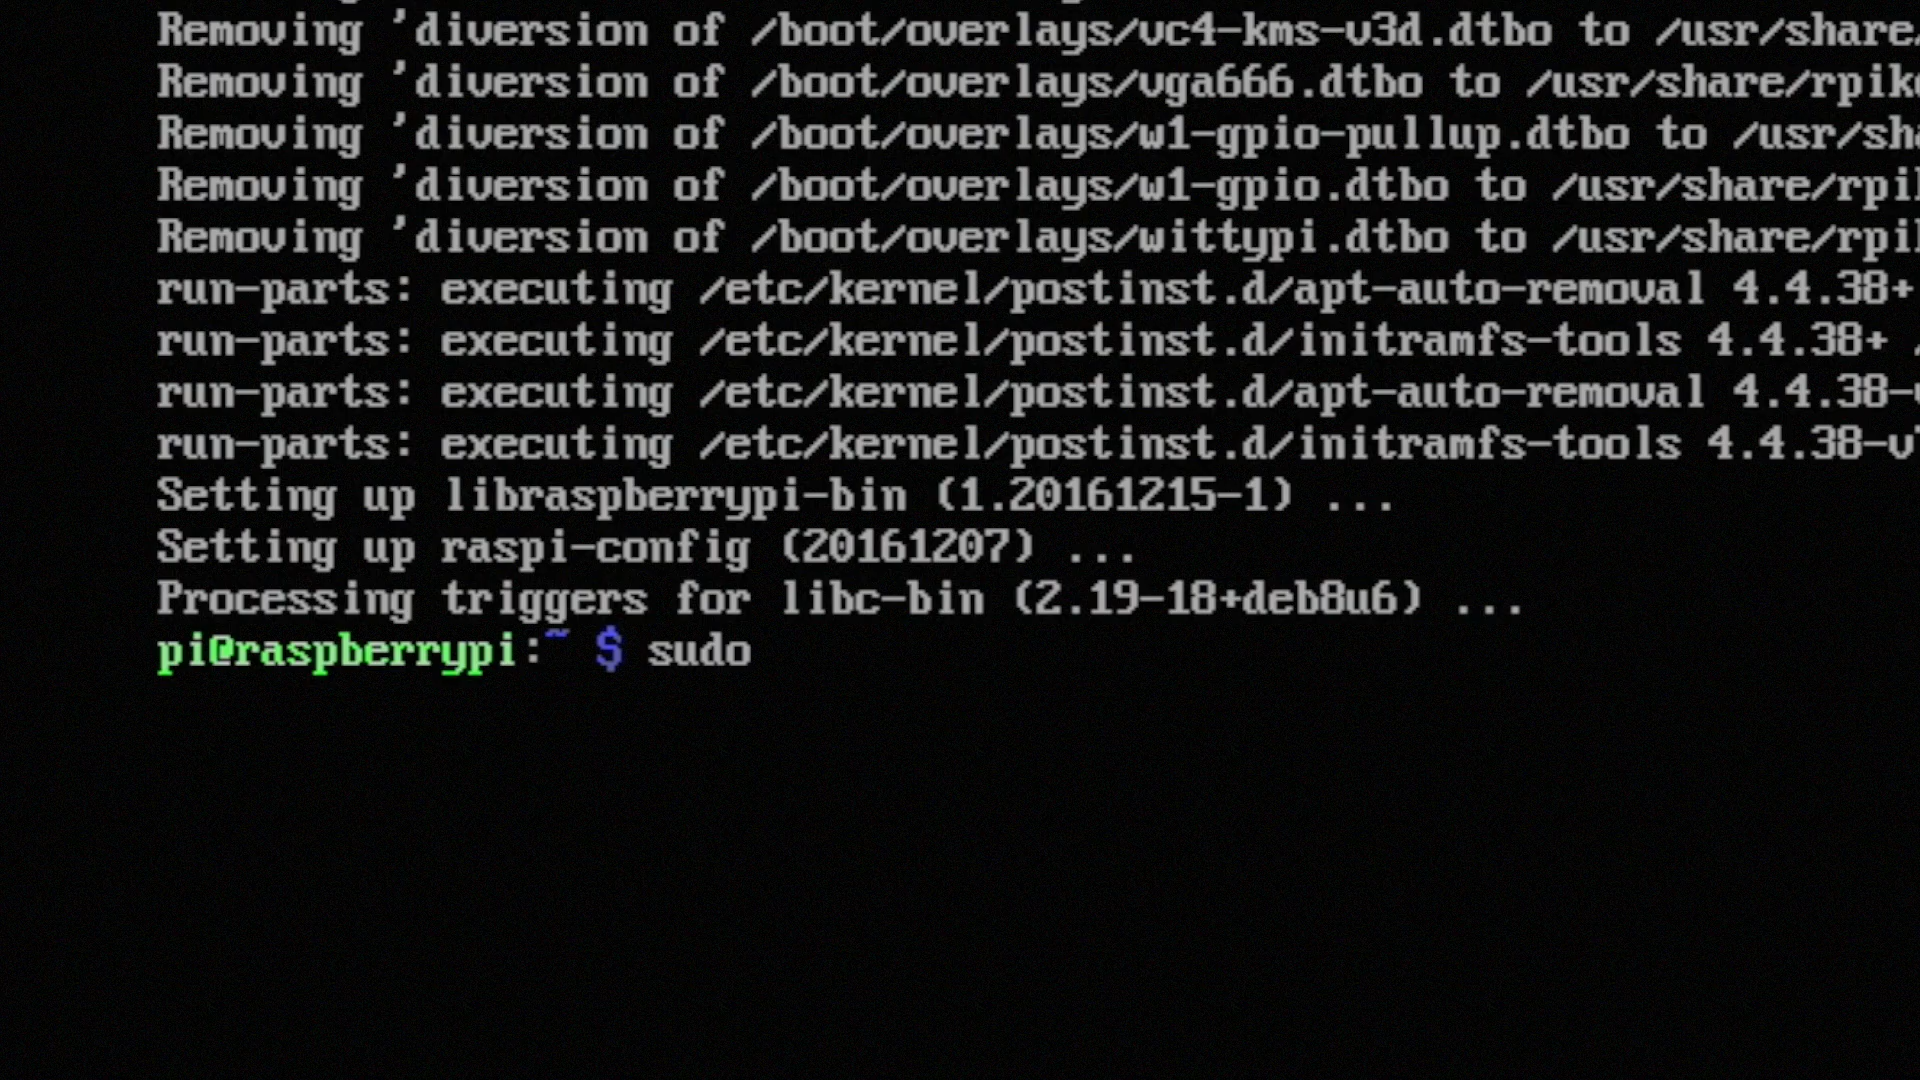 Removing 'diversion of /boot/overlays/vc4-kms-v3d.dtbo to /usr/share/
Removing 'diversion of /boot/overlays/vga666.dtbo to /usr/share/rpik
Removing 'diversion of /boot/overlays/w1-gpio-pullup.dtbo to /usr/sh
Removing 'diversion of /boot/overlays/w1-gpio.dtbo to /usr/share/rpi
Removing 'diversion of /boot/overlays/wittypi.dtbo to /usr/share/rpi
run-parts: executing /etc/kernel/postinst.d/apt-auto-removal 4.4.38+
run-parts: executing /etc/kernel/postinst.d/initramfs-tools 4.4.38+ /
run-parts: executing /etc/kernel/postinst.d/apt-auto-removal 4.4.38-
run-parts: executing /etc/kernel/postinst.d/initramfs-tools 4.4.38-v
Setting up libraspberrypi-bin (1.20161215-1) ...
Setting up raspi-config (20161207) ...
Processing triggers for libc-bin (2.19-18+deb8u6) ...
pi@raspberrypi:~ $ sudo